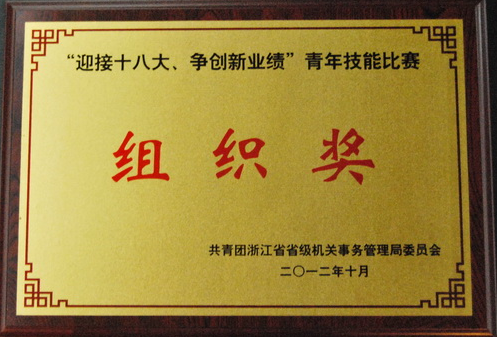 “迎接十八大、争创新业绩”青年技能比赛
组织奖
共青团浙江省省级机关事务管理局委员会
二〇一二年十月